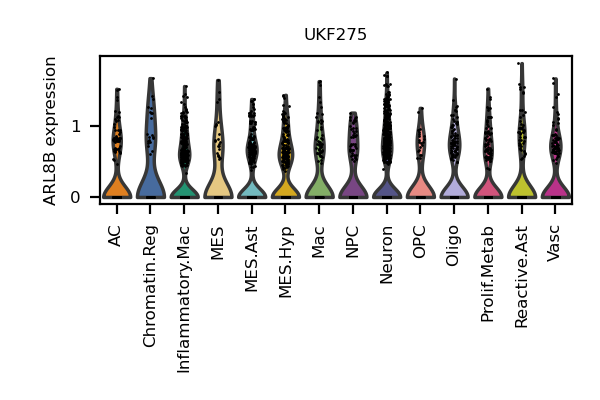 UKF275
ARL8B expression
1
0
AC
Chromatin.Reg
Inflammatory.Mac
MES
MES.Ast
MES.Hyp
Mac
NPC
Neuron
OPC
Oligo
Prolif.Metab
Reactive.Ast
Vasc